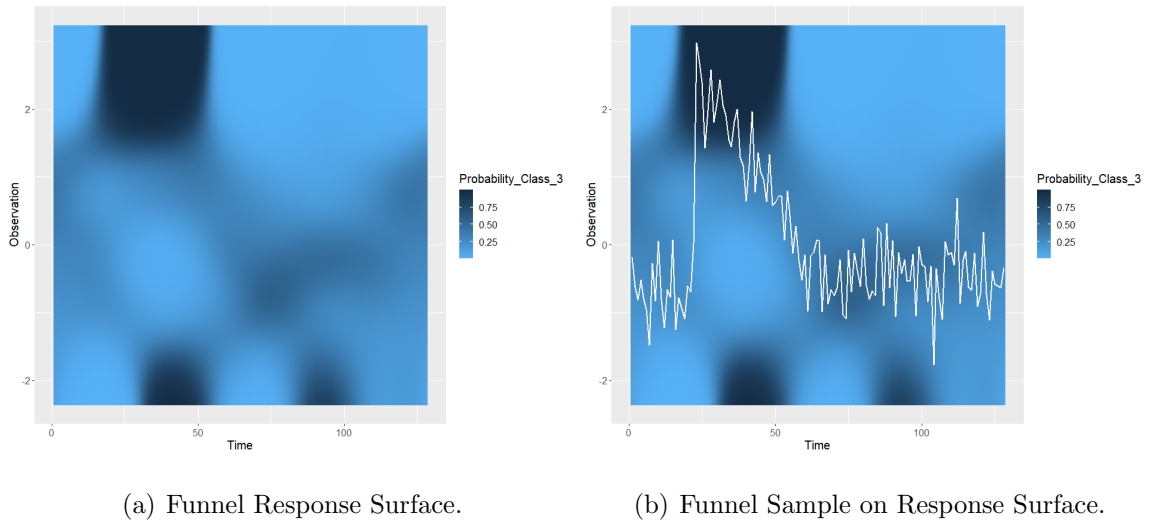 Observation
2
0
-2
0
50
100
Time
Probability_Class_3
0.75
0.50
0.25
Observation
2
0
-2
0
50
100
Time
Probability_Class_3
0.75
0.50
0.25
(a) Funnel Response Surface.
(b) Funnel Sample on Response Surface.